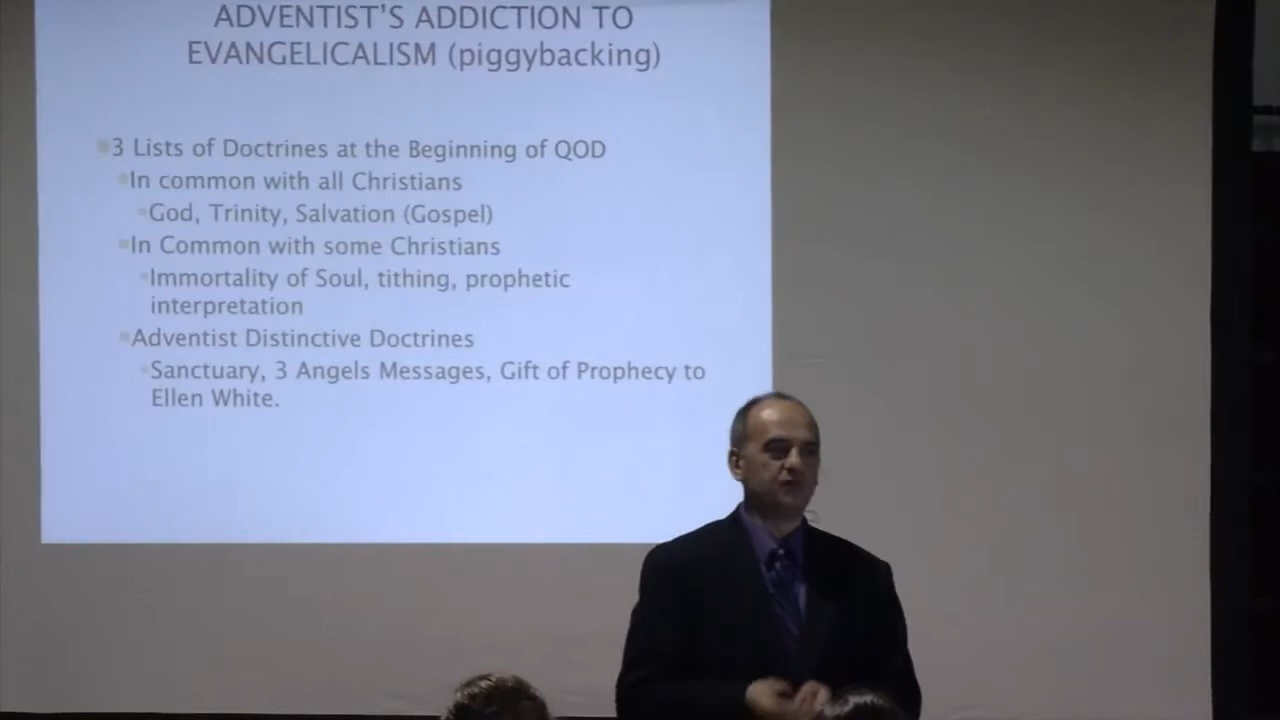 ADVENTIST'S ADDICTION TO
EVANGELICALISM (piggybacking)
3 Lists of Doctrines at the Beginning of QOD
In common with all Christians
God, Trinity, Salvation (Gospel)
In Common with some Christians
Immortality of Soul, tithing, prophetic
interpretation
Adventist Distinctive Doctrines
Sanctuary, 3 Angels Messages, Gift of Prophecy to
Ellen White.